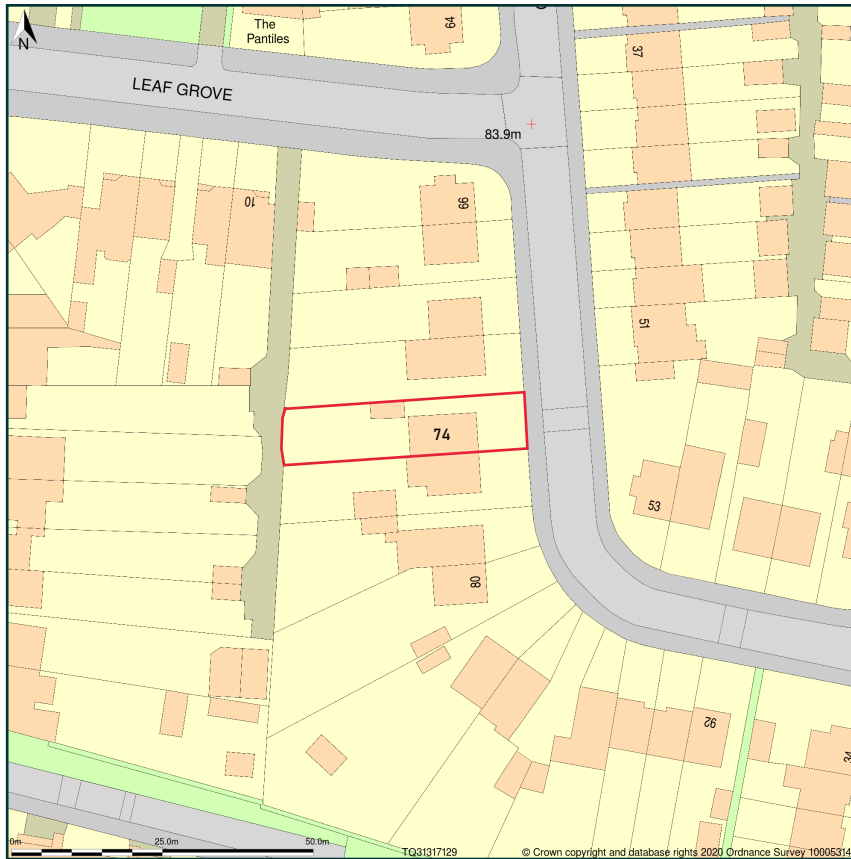 N
The
Pantiles
64
37
LEAF GROVE
83.9m
10
66
51
74
53
80
92
34
0m
25.0m
50.0m
TQ31317129
© Crown copyright and database rights 2020 Ordnance Survey 10005314